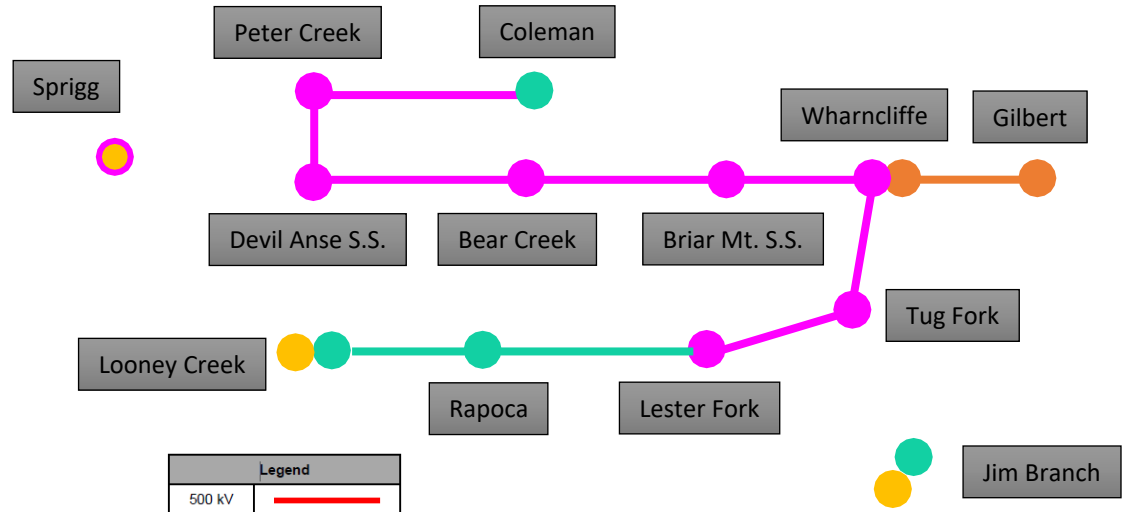 Peter Creek
Coleman
Sprigg
Wharncliffe
Gilbert
Devil Anse S.S.
Bear Creek
Briar Mt. S.S.
Tug Fork
Looney Creek
Rapoca
Lester Fork
Jim Branch
Legend
500 kV